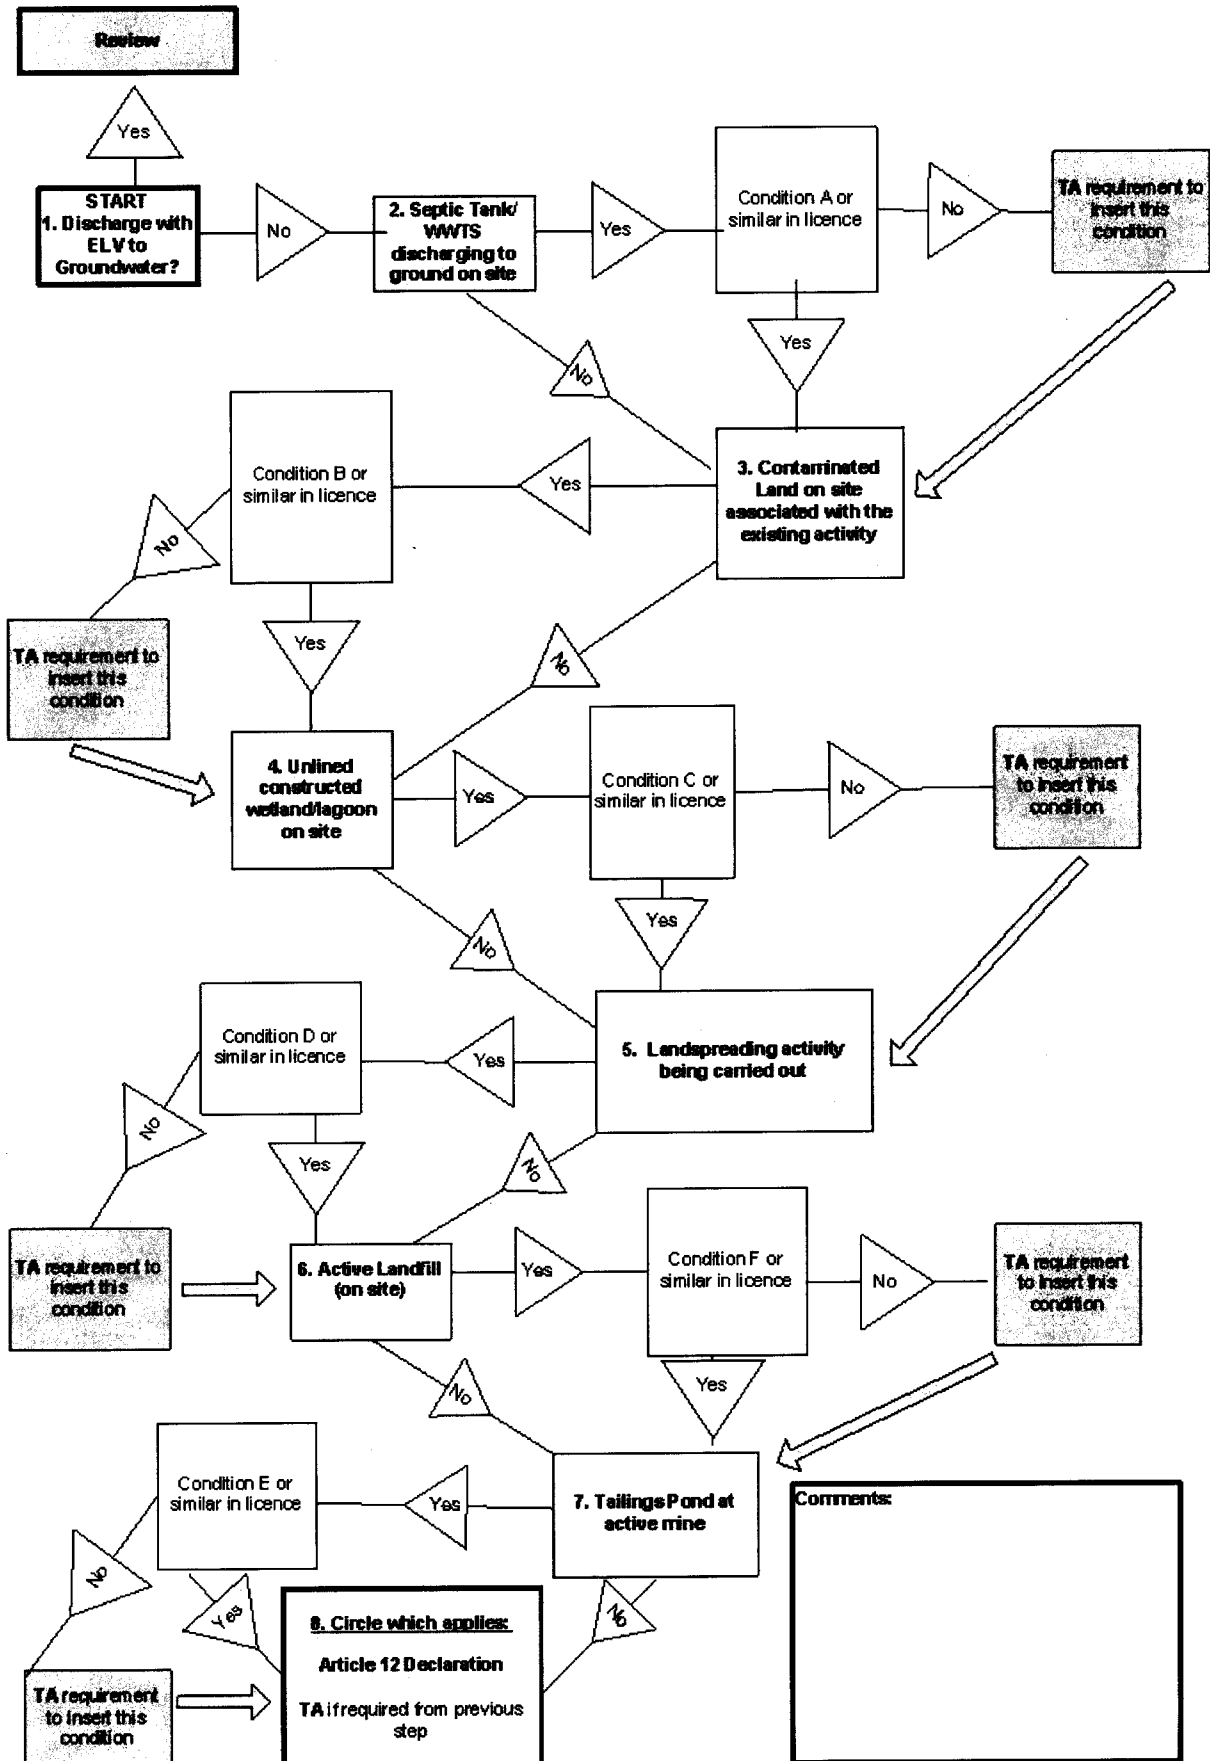 Review
Yes
START
1. Discharge with
ELV to
Groundwater?
No
2. Septic Tank/
WWTS
discharging to
ground on site
Yes
Condition A or
similar in licence
No
TA requirement to
insert this
condition
Yes
No
3. Contaminated
Land on site
associated with the
existing activity
Yes
Condition B or
similar in licence
No
TA requirement to
insert this
condition
Yes
No
4. Unlined
constructed
wetland/lagoon
on site
Yes
Condition C or
similar in licence
No
TA requirement
to insert this
condition
Yes
No
5. Landspreading activity
being carried out
Yes
Condition D or
similar in licence
No
TA requirement to
insert this
condition
Yes
No
6. Active Landfill
(on site)
Yes
Condition F or
similar in licence
No
TA requirement
to insert this
condition
Yes
No
7. Tailings Pond at
active mine
Yes
Condition E or
similar in licence
No
TA requirement
to insert this
condition
Yes
No
8. Circle which applies:
Article 12 Declaration
TA if required from previous
step
Comments: